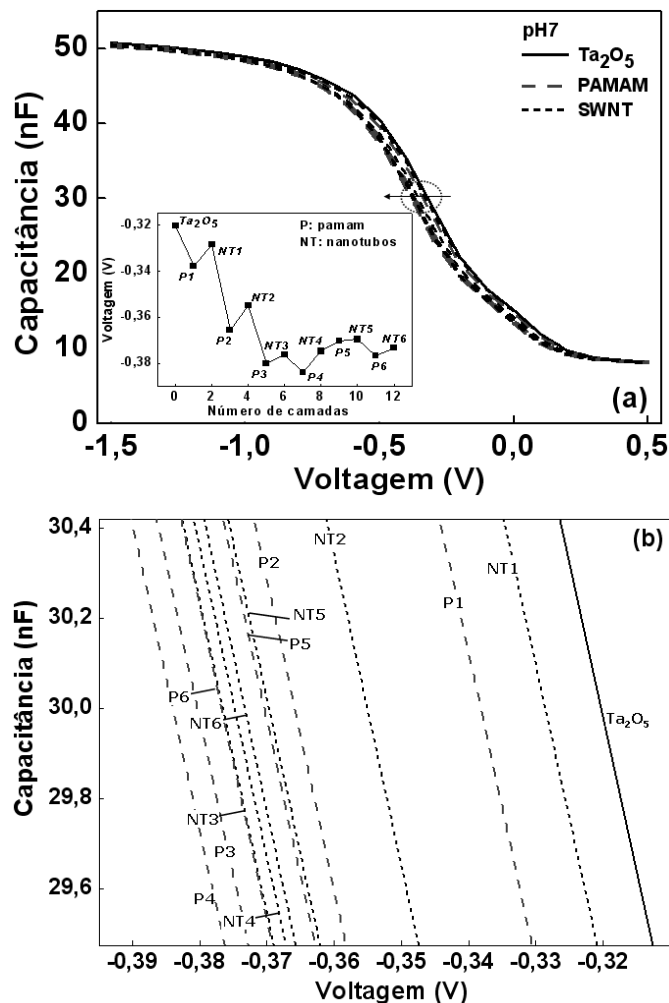 pH7
Ta₂O₅
PAMAM
SWNT
Capacitância (nF)
50
40
30
20
10
0
-1,5
-1,0
-0,5
0,0
0,5
Voltagem (V)
(a)
P: pamam
NT: nanotubos
Voltagem (V)
-0,32
-0,34
-0,36
-0,38
0
2
4
6
8
10
12
Número de camadas
Ta₂O₅
P1
NT1
P2
NT2
P3
NT3
P4
NT4
P5
NT5
P6
NT6
(b)
Capacitância (nF)
30,4
30,2
30,0
29,8
29,6
-0,39
-0,38
-0,37
-0,36
-0,35
-0,34
-0,33
-0,32
Voltagem (V)
NT2
P2
NT1
P1
NT5
P5
P6
NT6
Ta₂O₅
NT3
P3
P4
NT4